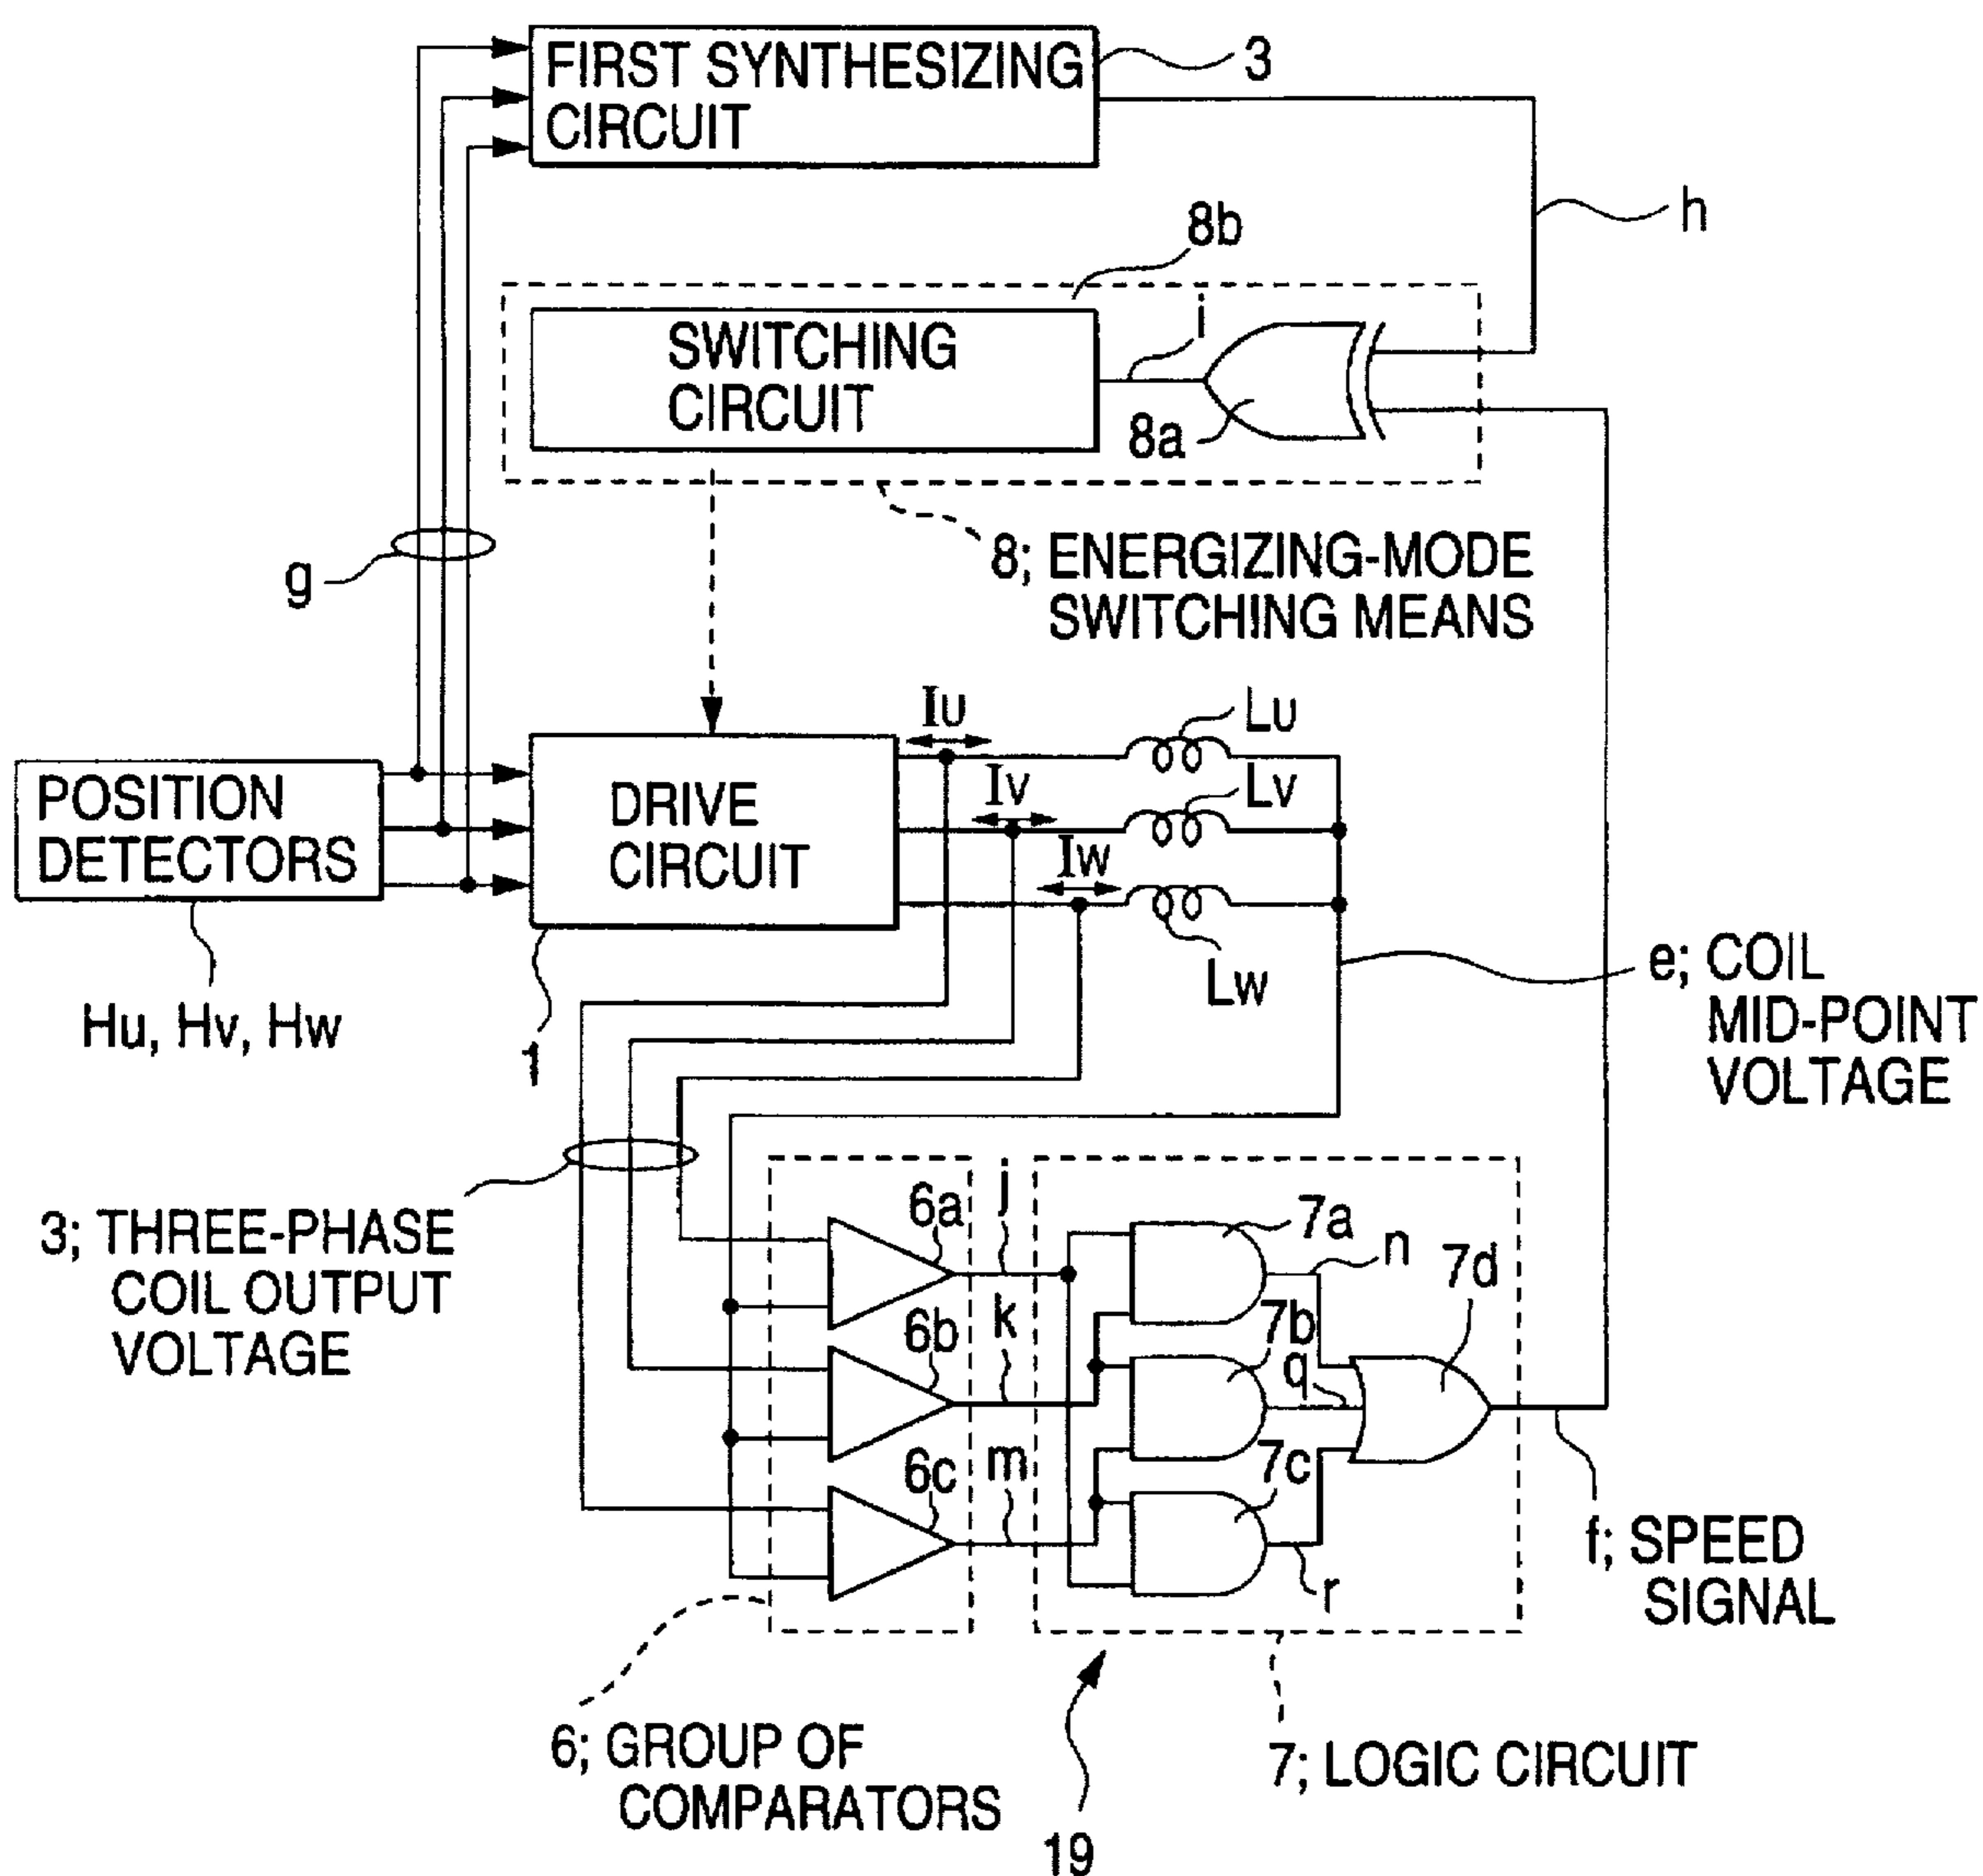 FIRST SYNTHESIZING
CIRCUIT
3
h
8b
SWITCHING
CIRCUIT
i
8a
g
8; ENERGIZING-MODE
SWITCHING MEANS
Iu
Lu
Iv
Lv
Iw
Lw
POSITION
DETECTORS
DRIVE
CIRCUIT
Hu, Hv, Hw
1
e; COIL
MID-POINT
VOLTAGE
3; THREE-PHASE
COIL OUTPUT
VOLTAGE
6a
j
7a
n
7d
6b
k
7b
q
6c
m
7c
r
f; SPEED
SIGNAL
6; GROUP OF
COMPARATORS
7; LOGIC CIRCUIT
19